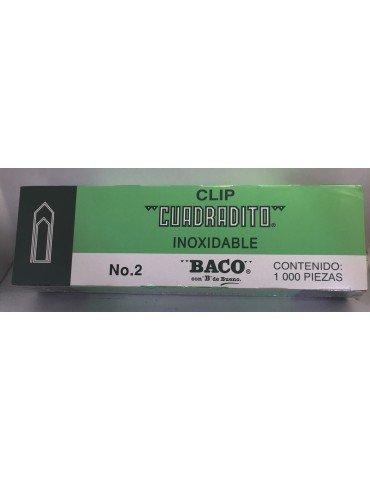 CLIP
"CUADRADITO"®
INOXIDABLE
No.2
"BACO"®
con "B" de Bueno.
CONTENIDO:
1 000 PIEZAS